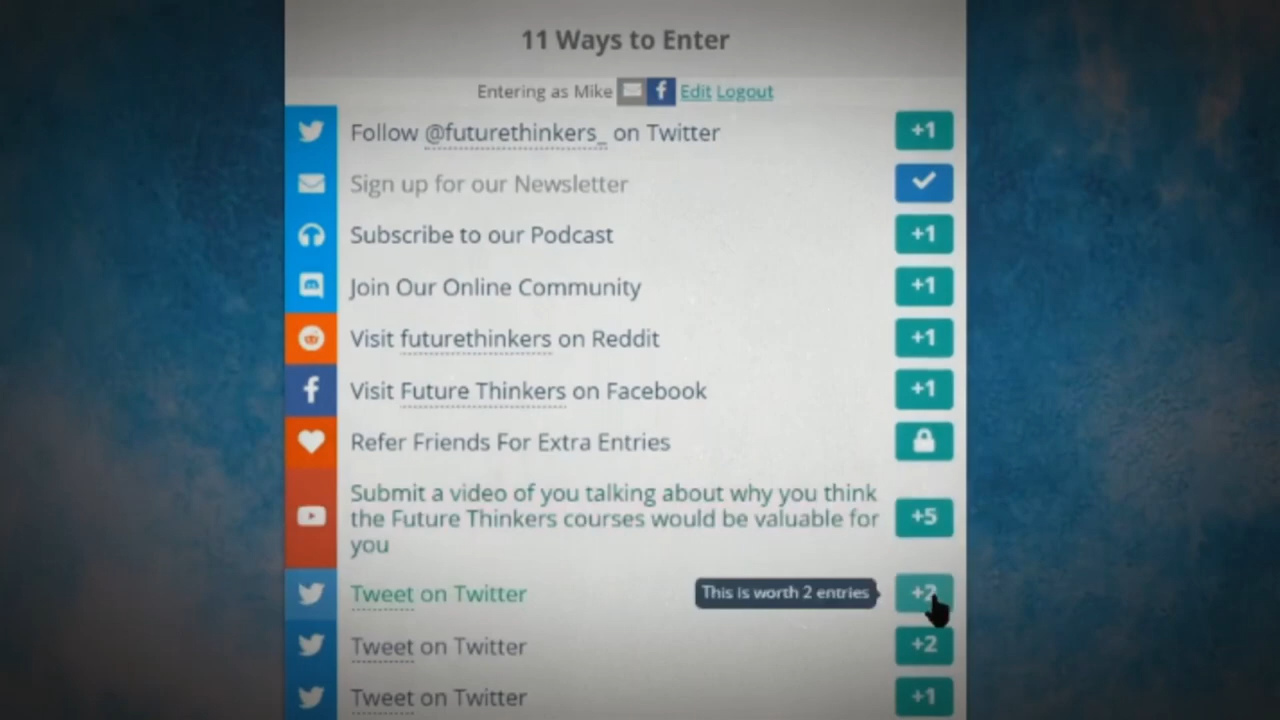 11 Ways to Enter
Entering as Mike Edit Logout
Follow @futurethinkers_ on Twitter +1
Sign up for our Newsletter
Subscribe to our Podcast +1
Join Our Online Community +1
Visit futurethinkers on Reddit +1
Visit Future Thinkers on Facebook +1
Refer Friends For Extra Entries
Submit a video of you talking about why you think
the Future Thinkers courses would be valuable for +5
you
Tweet on Twitter This is worth 2 entries +2
Tweet on Twitter +2
Tweet on Twitter +1